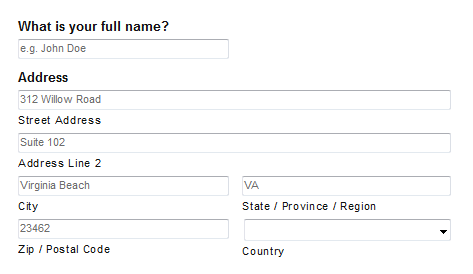 What is your full name?
e.g. John Doe
Address
312 Willow Road
Street Address
Suite 102
Address Line 2
Virginia Beach VA
City State / Province / Region
23462
Zip / Postal Code Country